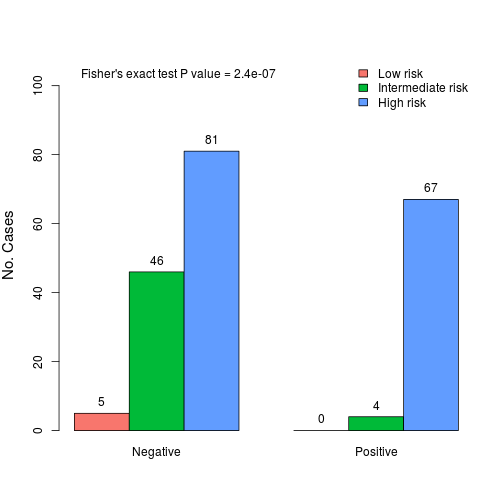 Fisher's exact test P value = 2.4e-07
Low risk
Intermediate risk
High risk
No. Cases
100
80
60
40
20
0
5
46
81
0
4
67
Negative
Positive